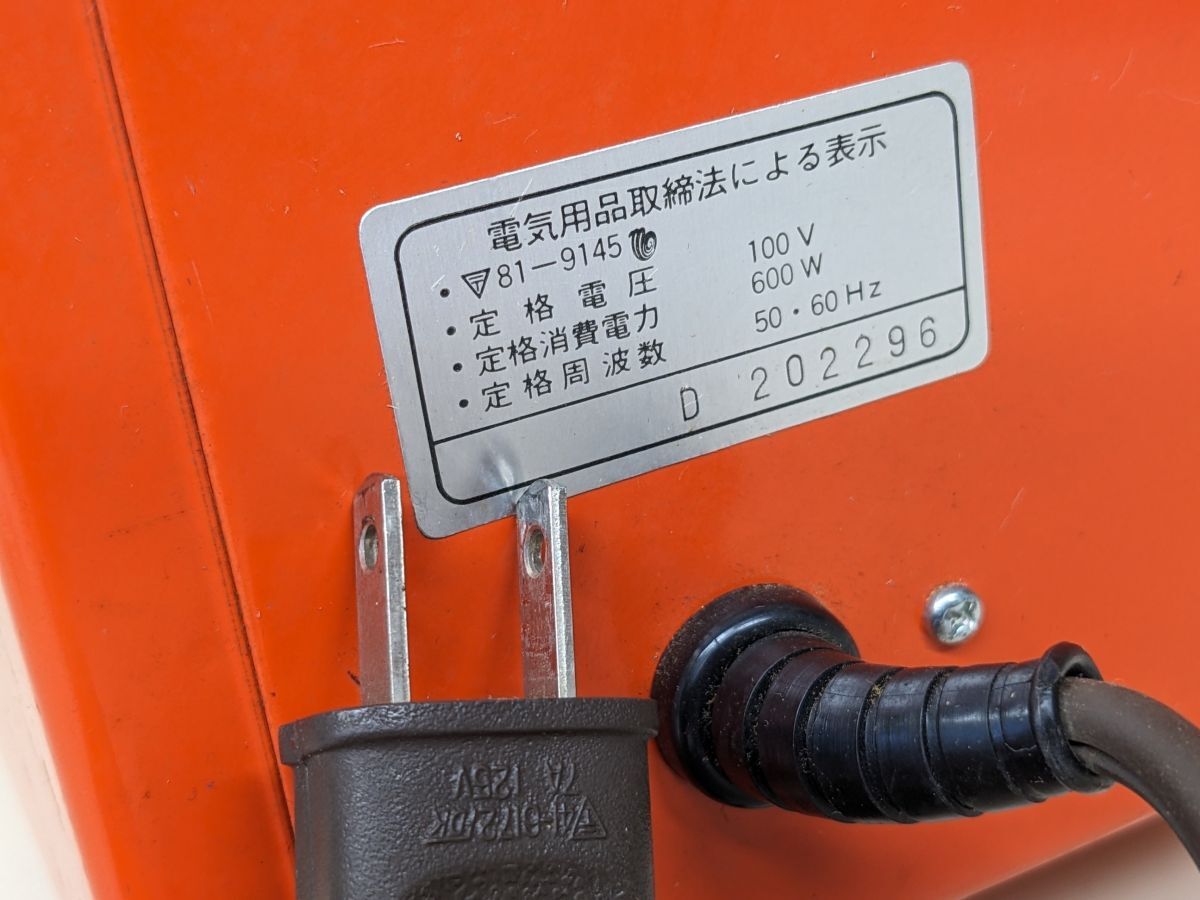 電気用品取締法による表示
• 81-9145
• 定格電圧 100 V
• 定格消費電力 600 W
• 定格周波数 50・60 Hz
D 202296
7A 125V